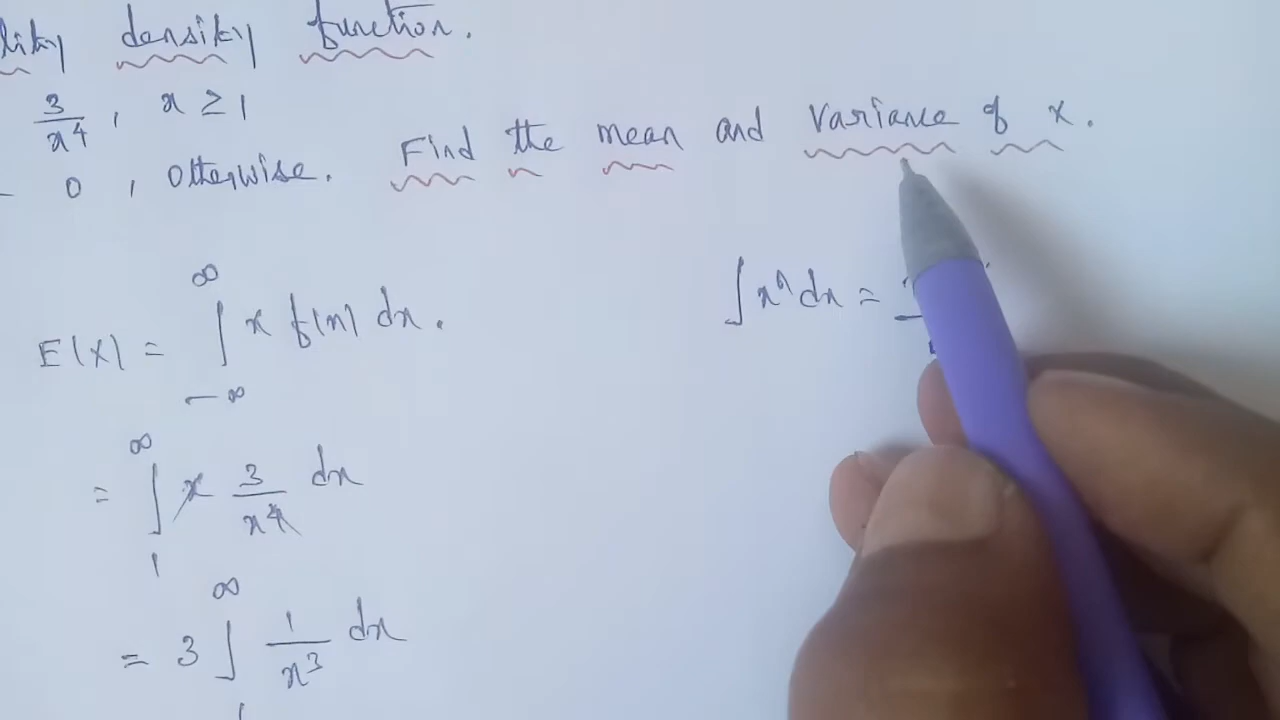 lity density function.
3/x⁴ , x ≥ 1
0 , otherwise. Find the mean and variance of x.
E(X) = ∫_{-∞}^{∞} x f(x) dx.
∫xⁿ dx =
= ∫_{1}^{∞} x 3/x⁴ dx
= 3 ∫_{1}^{∞} 1/x³ dx